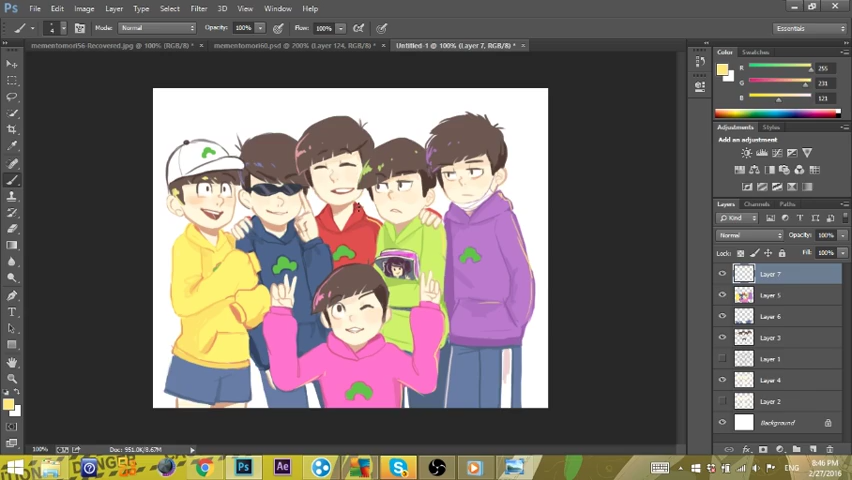 Ps File Edit Image Layer Type Select Filter 3D View Window Help
4 Mode: Normal Opacity: 100% Flow: 100% Essentials
mementomori56-Recovered.jpg @ 100% (RGB/8) * × mementomori60.psd @ 200% (Layer 124, RGB/8) * × Untitled-1 @ 100% (Layer 7, RGB/8) * ×
Color Swatches
R 255
G 231
B 121
Adjustments Styles
Add an adjustment
Layers Channels Paths
Kind
Normal Opacity: 100%
Lock: Fill: 100%
Layer 7
Layer 5
Layer 6
Layer 3
Layer 1
Layer 4
Layer 2
Background
100% Doc: 951.0K/8.67M
DANGER
Ps Ae ENG 8:46 PM
2/27/2016